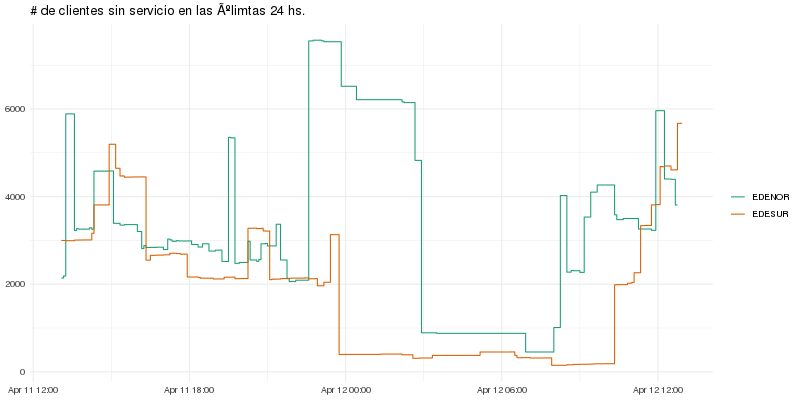 # de clientes sin servicio en las Ãºlimtas 24 hs.
6000
4000
2000
0
Apr 11 12:00
Apr 11 18:00
Apr 12 00:00
Apr 12 06:00
Apr 12 12:00
EDENOR
EDESUR